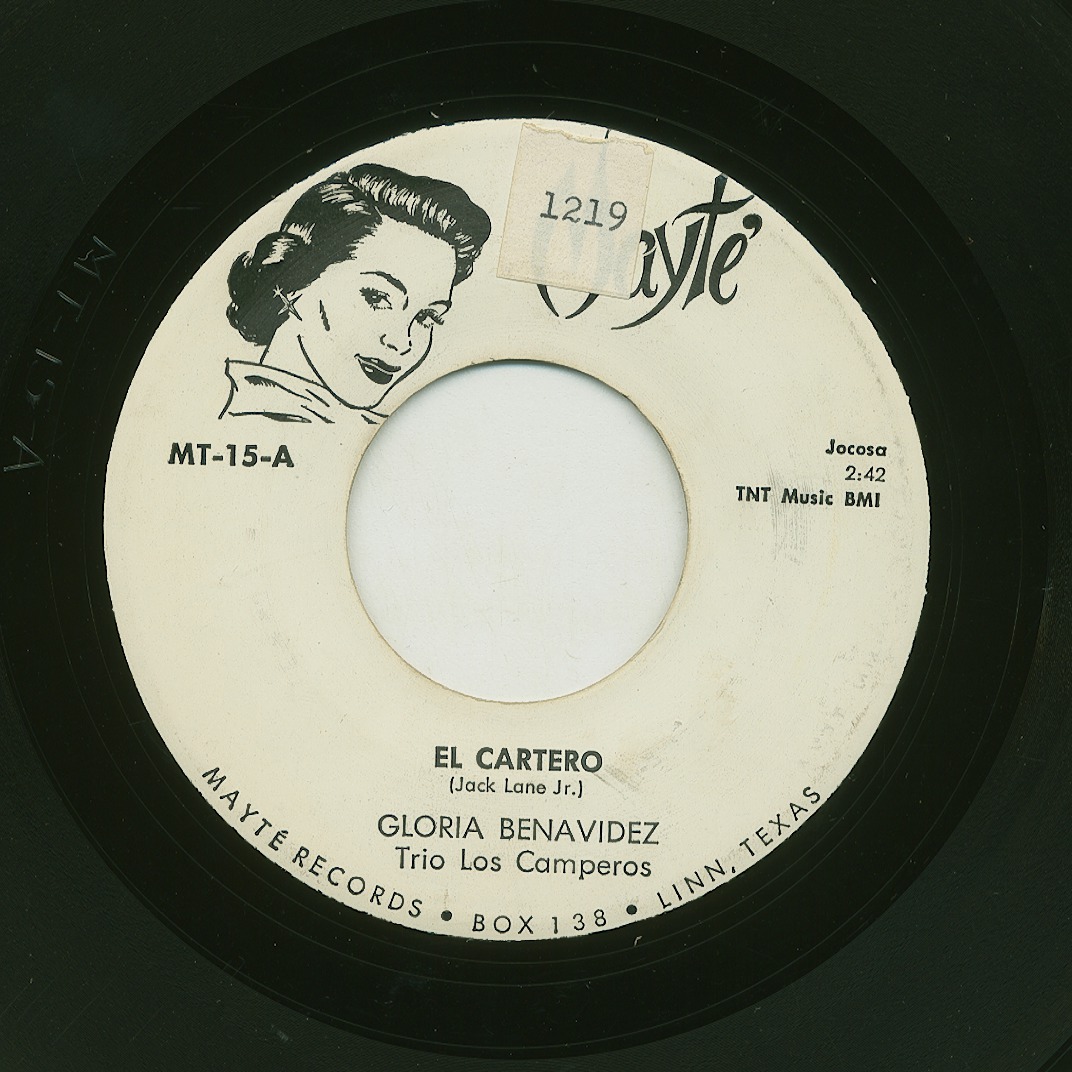 1219
ayté
MT-15-A
MT-15-A
Jocosa
2:42
TNT Music BMI
EL CARTERO
(Jack Lane Jr.)
GLORIA BENAVIDEZ
Trio Los Camperos
MAYTÉ RECORDS • BOX 138 • LINN, TEXAS